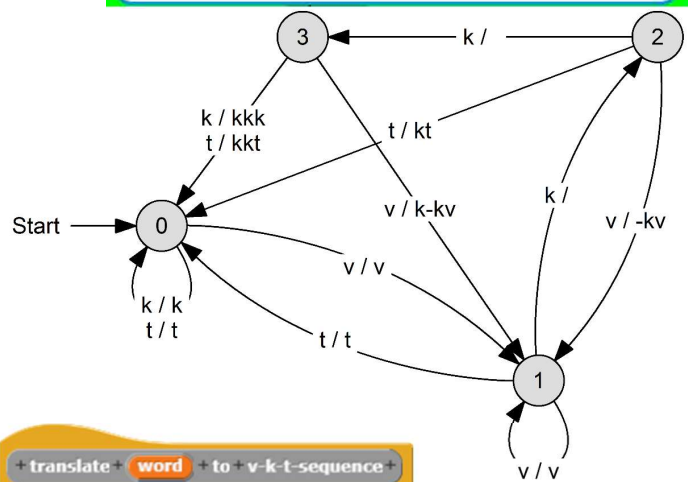 3
k /
2
k / kkk
t / kkt
t / kt
k /
v / k-kv
v / -kv
Start
0
v / v
k / k
t / t
t / t
1
+translate+ word +to+v-k-t-sequence+
v / v